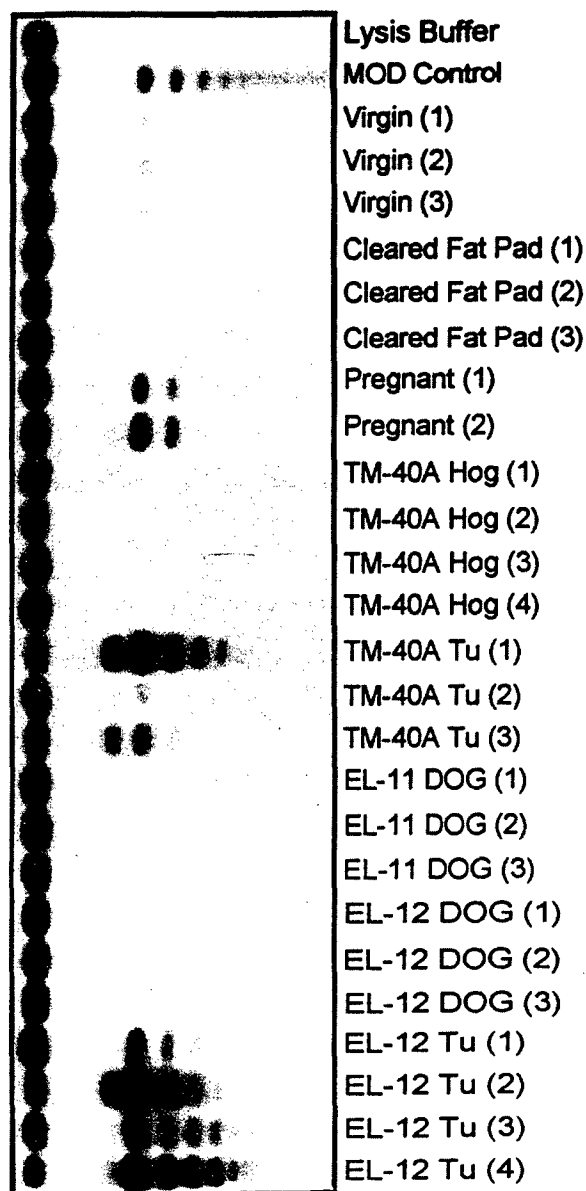 Lysis Buffer
MOD Control
Virgin (1)
Virgin (2)
Virgin (3)
Cleared Fat Pad (1)
Cleared Fat Pad (2)
Cleared Fat Pad (3)
Pregnant (1)
Pregnant (2)
TM-40A Hog (1)
TM-40A Hog (2)
TM-40A Hog (3)
TM-40A Hog (4)
TM-40A Tu (1)
TM-40A Tu (2)
TM-40A Tu (3)
EL-11 DOG (1)
EL-11 DOG (2)
EL-11 DOG (3)
EL-12 DOG (1)
EL-12 DOG (2)
EL-12 DOG (3)
EL-12 Tu (1)
EL-12 Tu (2)
EL-12 Tu (3)
EL-12 Tu (4)